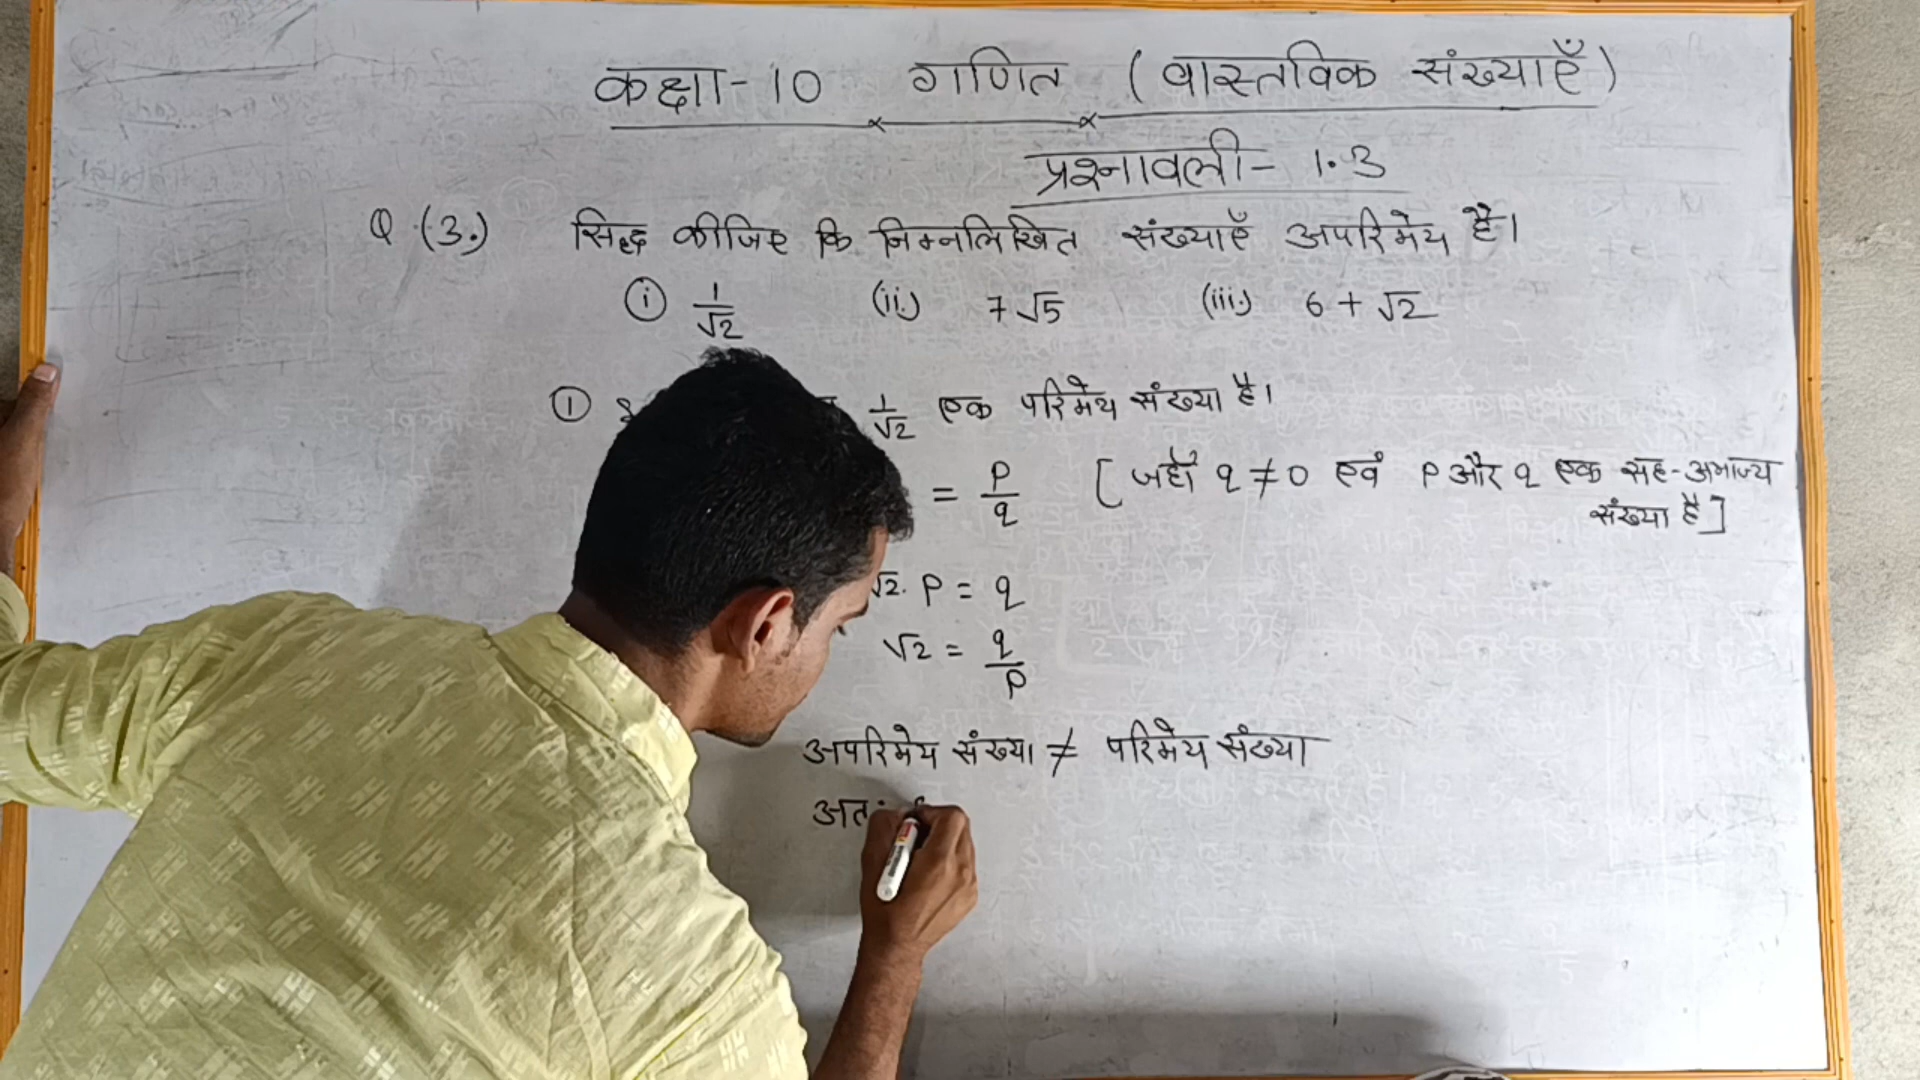 कक्षा-10 गणित (वास्तविक संख्याएँ)
प्रश्नावली- 1.3
Q.(3.) सिद्ध कीजिए कि निम्नलिखित संख्याएँ अपरिमेय है।
(i) 1/√2 (ii.) 7√5 (iii.) 6+√2
(1) 1/√2 एक परिमेय संख्या है।
= P/q [जहाँ q ≠ 0 एवं P और q एक सह-अभाज्य
संख्या है]
√2. P = q
√2 = q/P
अपरिमेय संख्या ≠ परिमेय संख्या
अतः